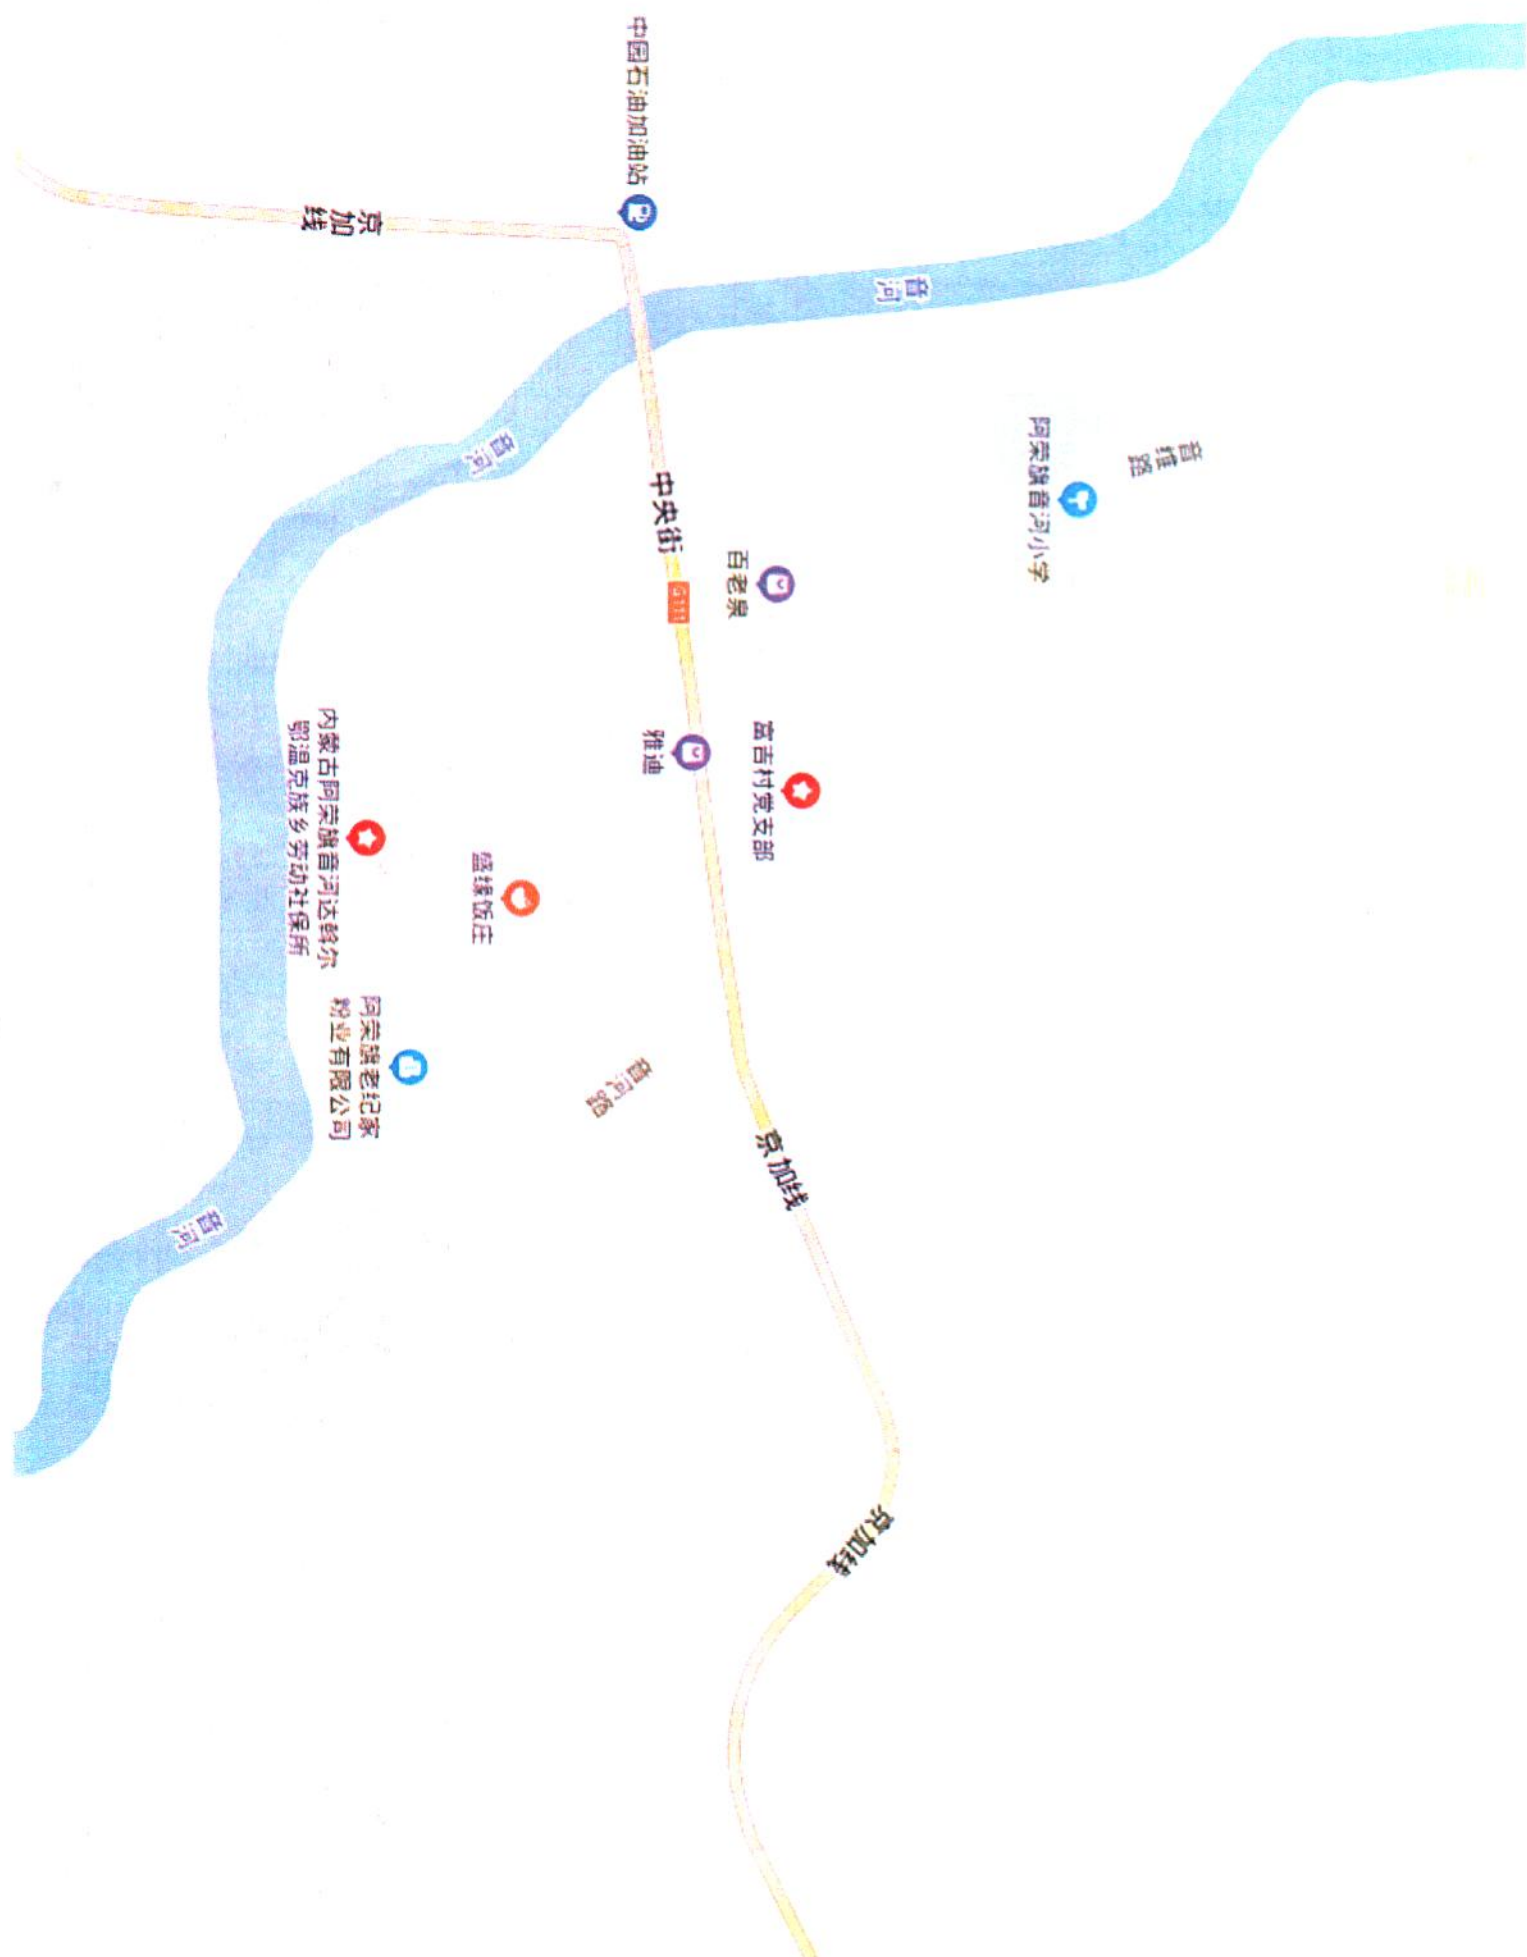 音维路
阿荣旗音河小学
音河
百老泉
富吉村党支部
中国石油加油站
中央街
G111
雅迪
京加线
京加线
音河路
音河
盛缘饭庄
京加线
内蒙古阿荣旗音河达斡尔
鄂温克族乡劳动社保所
阿荣旗老纪家
粉业有限公司
音河